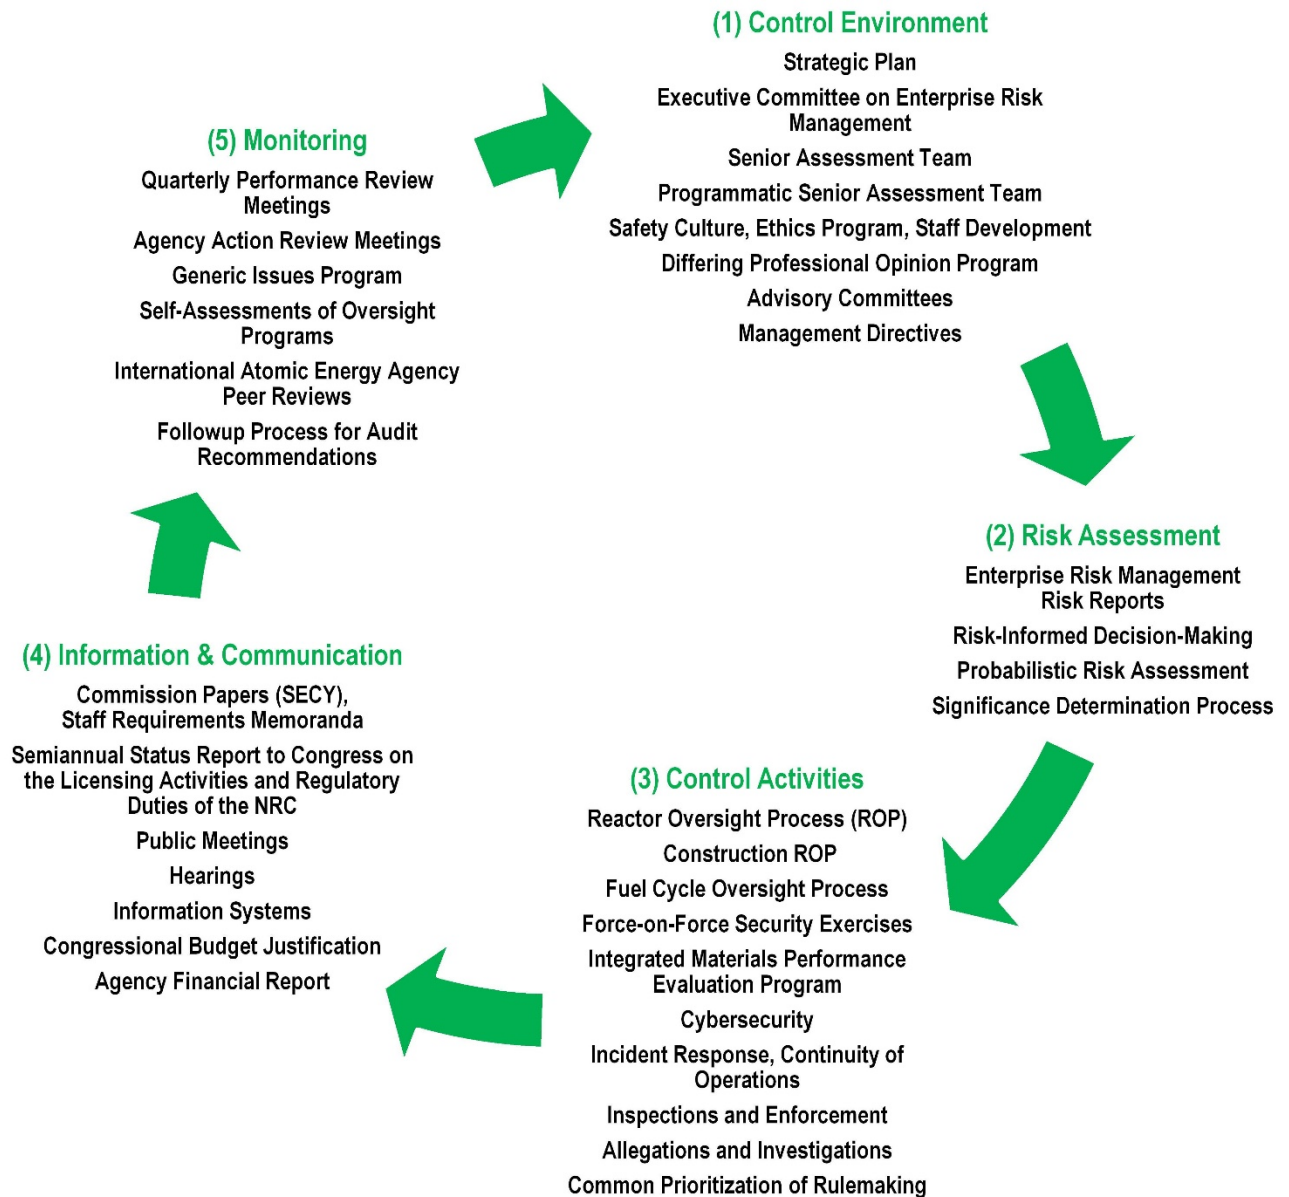 (1) Control Environment
Strategic Plan
Executive Committee on Enterprise Risk
Management
Senior Assessment Team
Programmatic Senior Assessment Team
Safety Culture, Ethics Program, Staff Development
Differing Professional Opinion Program
Advisory Committees
Management Directives
(2) Risk Assessment
Enterprise Risk Management
Risk Reports
Risk-Informed Decision-Making
Probabilistic Risk Assessment
Significance Determination Process
(3) Control Activities
Reactor Oversight Process (ROP)
Construction ROP
Fuel Cycle Oversight Process
Force-on-Force Security Exercises
Integrated Materials Performance
Evaluation Program
Cybersecurity
Incident Response, Continuity of
Operations
Inspections and Enforcement
Allegations and Investigations
Common Prioritization of Rulemaking
(4) Information & Communication
Commission Papers (SECY),
Staff Requirements Memoranda
Semiannual Status Report to Congress on
the Licensing Activities and Regulatory
Duties of the NRC
Public Meetings
Hearings
Information Systems
Congressional Budget Justification
Agency Financial Report
(5) Monitoring
Quarterly Performance Review
Meetings
Agency Action Review Meetings
Generic Issues Program
Self-Assessments of Oversight
Programs
International Atomic Energy Agency
Peer Reviews
Followup Process for Audit
Recommendations